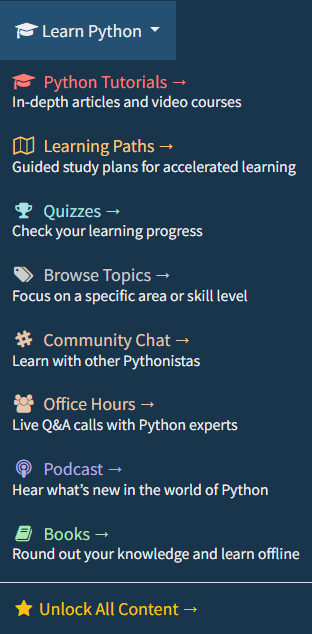 Learn Python
Python Tutorials →
In-depth articles and video courses
Learning Paths →
Guided study plans for accelerated learning
Quizzes →
Check your learning progress
Browse Topics →
Focus on a specific area or skill level
Community Chat →
Learn with other Pythonistas
Office Hours →
Live Q&A calls with Python experts
Podcast →
Hear what's new in the world of Python
Books →
Round out your knowledge and learn offline
Unlock All Content →